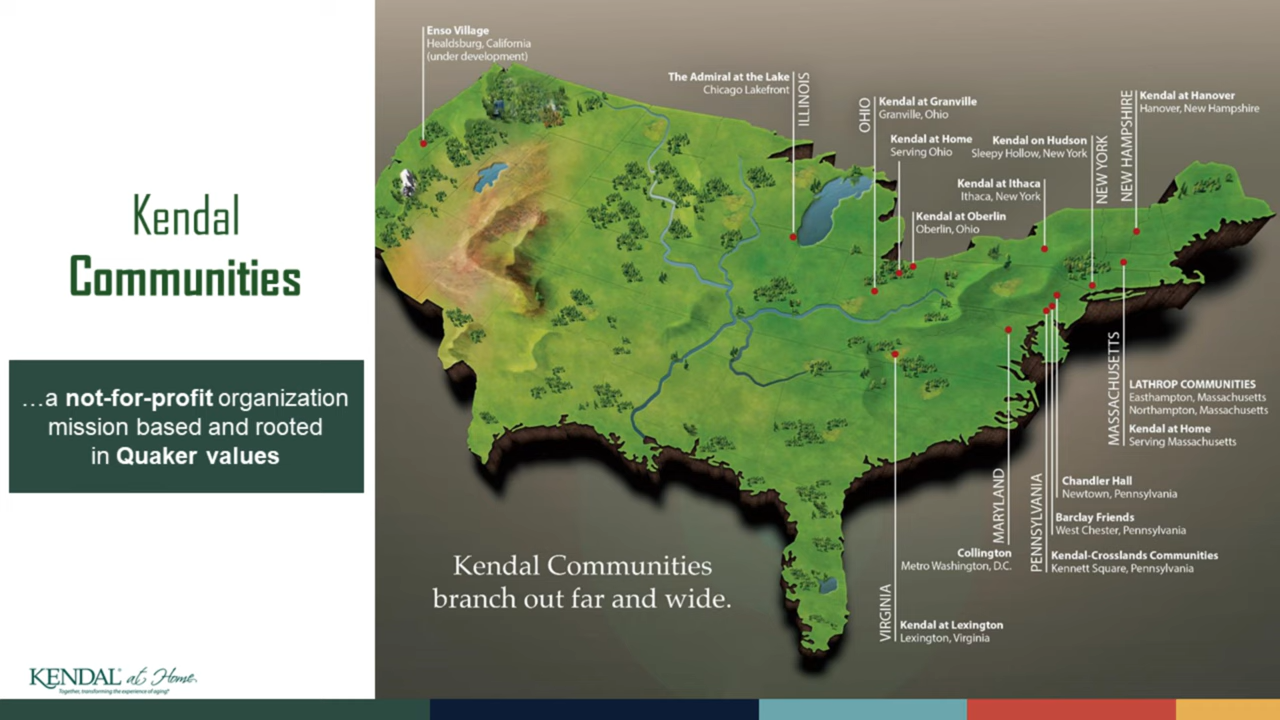 Kendal
Communities
…a not-for-profit organization
mission based and rooted
in Quaker values
KENDAL® at Home
Together, transforming the experience of aging®
Enso Village
Healdsburg, California
(under development)
The Admiral at the Lake
Chicago Lakefront
ILLINOIS
OHIO
Kendal at Granville
Granville, Ohio
Kendal at Home
Serving Ohio
Kendal at Oberlin
Oberlin, Ohio
Kendal on Hudson
Sleepy Hollow, New York
Kendal at Ithaca
Ithaca, New York
NEW YORK
NEW HAMPSHIRE
Kendal at Hanover
Hanover, New Hampshire
MASSACHUSETTS
LATHROP COMMUNITIES
Easthampton, Massachusetts
Northampton, Massachusetts
Kendal at Home
Serving Massachusetts
Chandler Hall
Newtown, Pennsylvania
Barclay Friends
West Chester, Pennsylvania
Kendal-Crosslands Communities
Kennett Square, Pennsylvania
PENNSYLVANIA
MARYLAND
Collington
Metro Washington, D.C.
VIRGINIA
Kendal at Lexington
Lexington, Virginia
Kendal Communities
branch out far and wide.